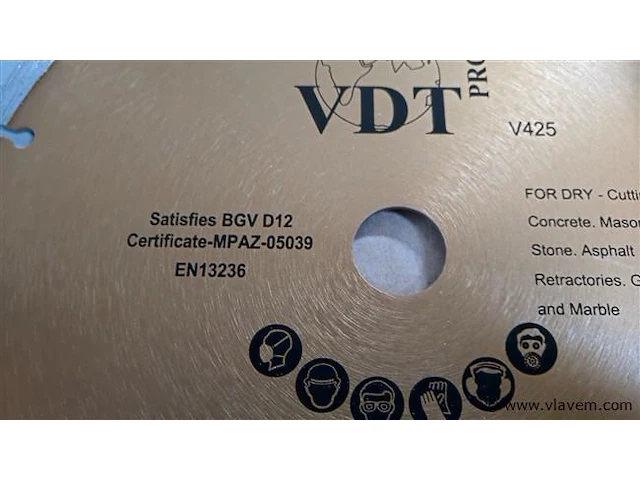 VDT
PRO
V425
Satisfies BGV D12
Certificate-MPAZ-05039
EN13236
FOR DRY - Cutti
Concrete. Mason
Stone. Asphalt
Retractories. G
and Marble
www.vlavem.com